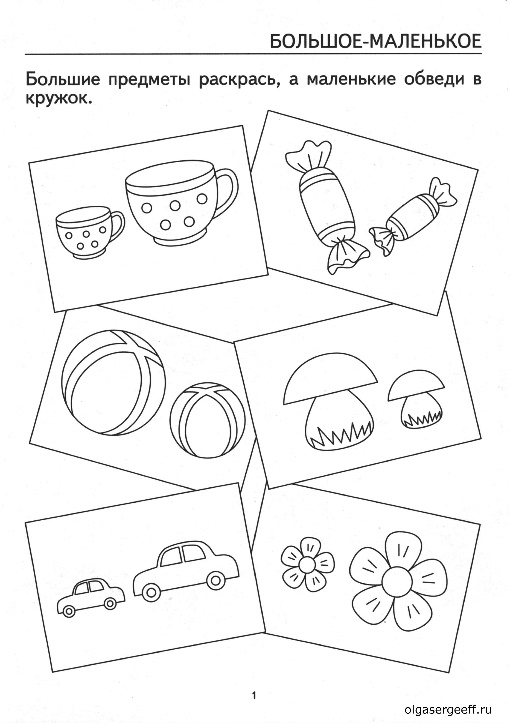 БОЛЬШОЕ-МАЛЕНЬКОЕ
Большие предметы раскрась, а маленькие обведи в
кружок.
1
olgasergeeff.ru